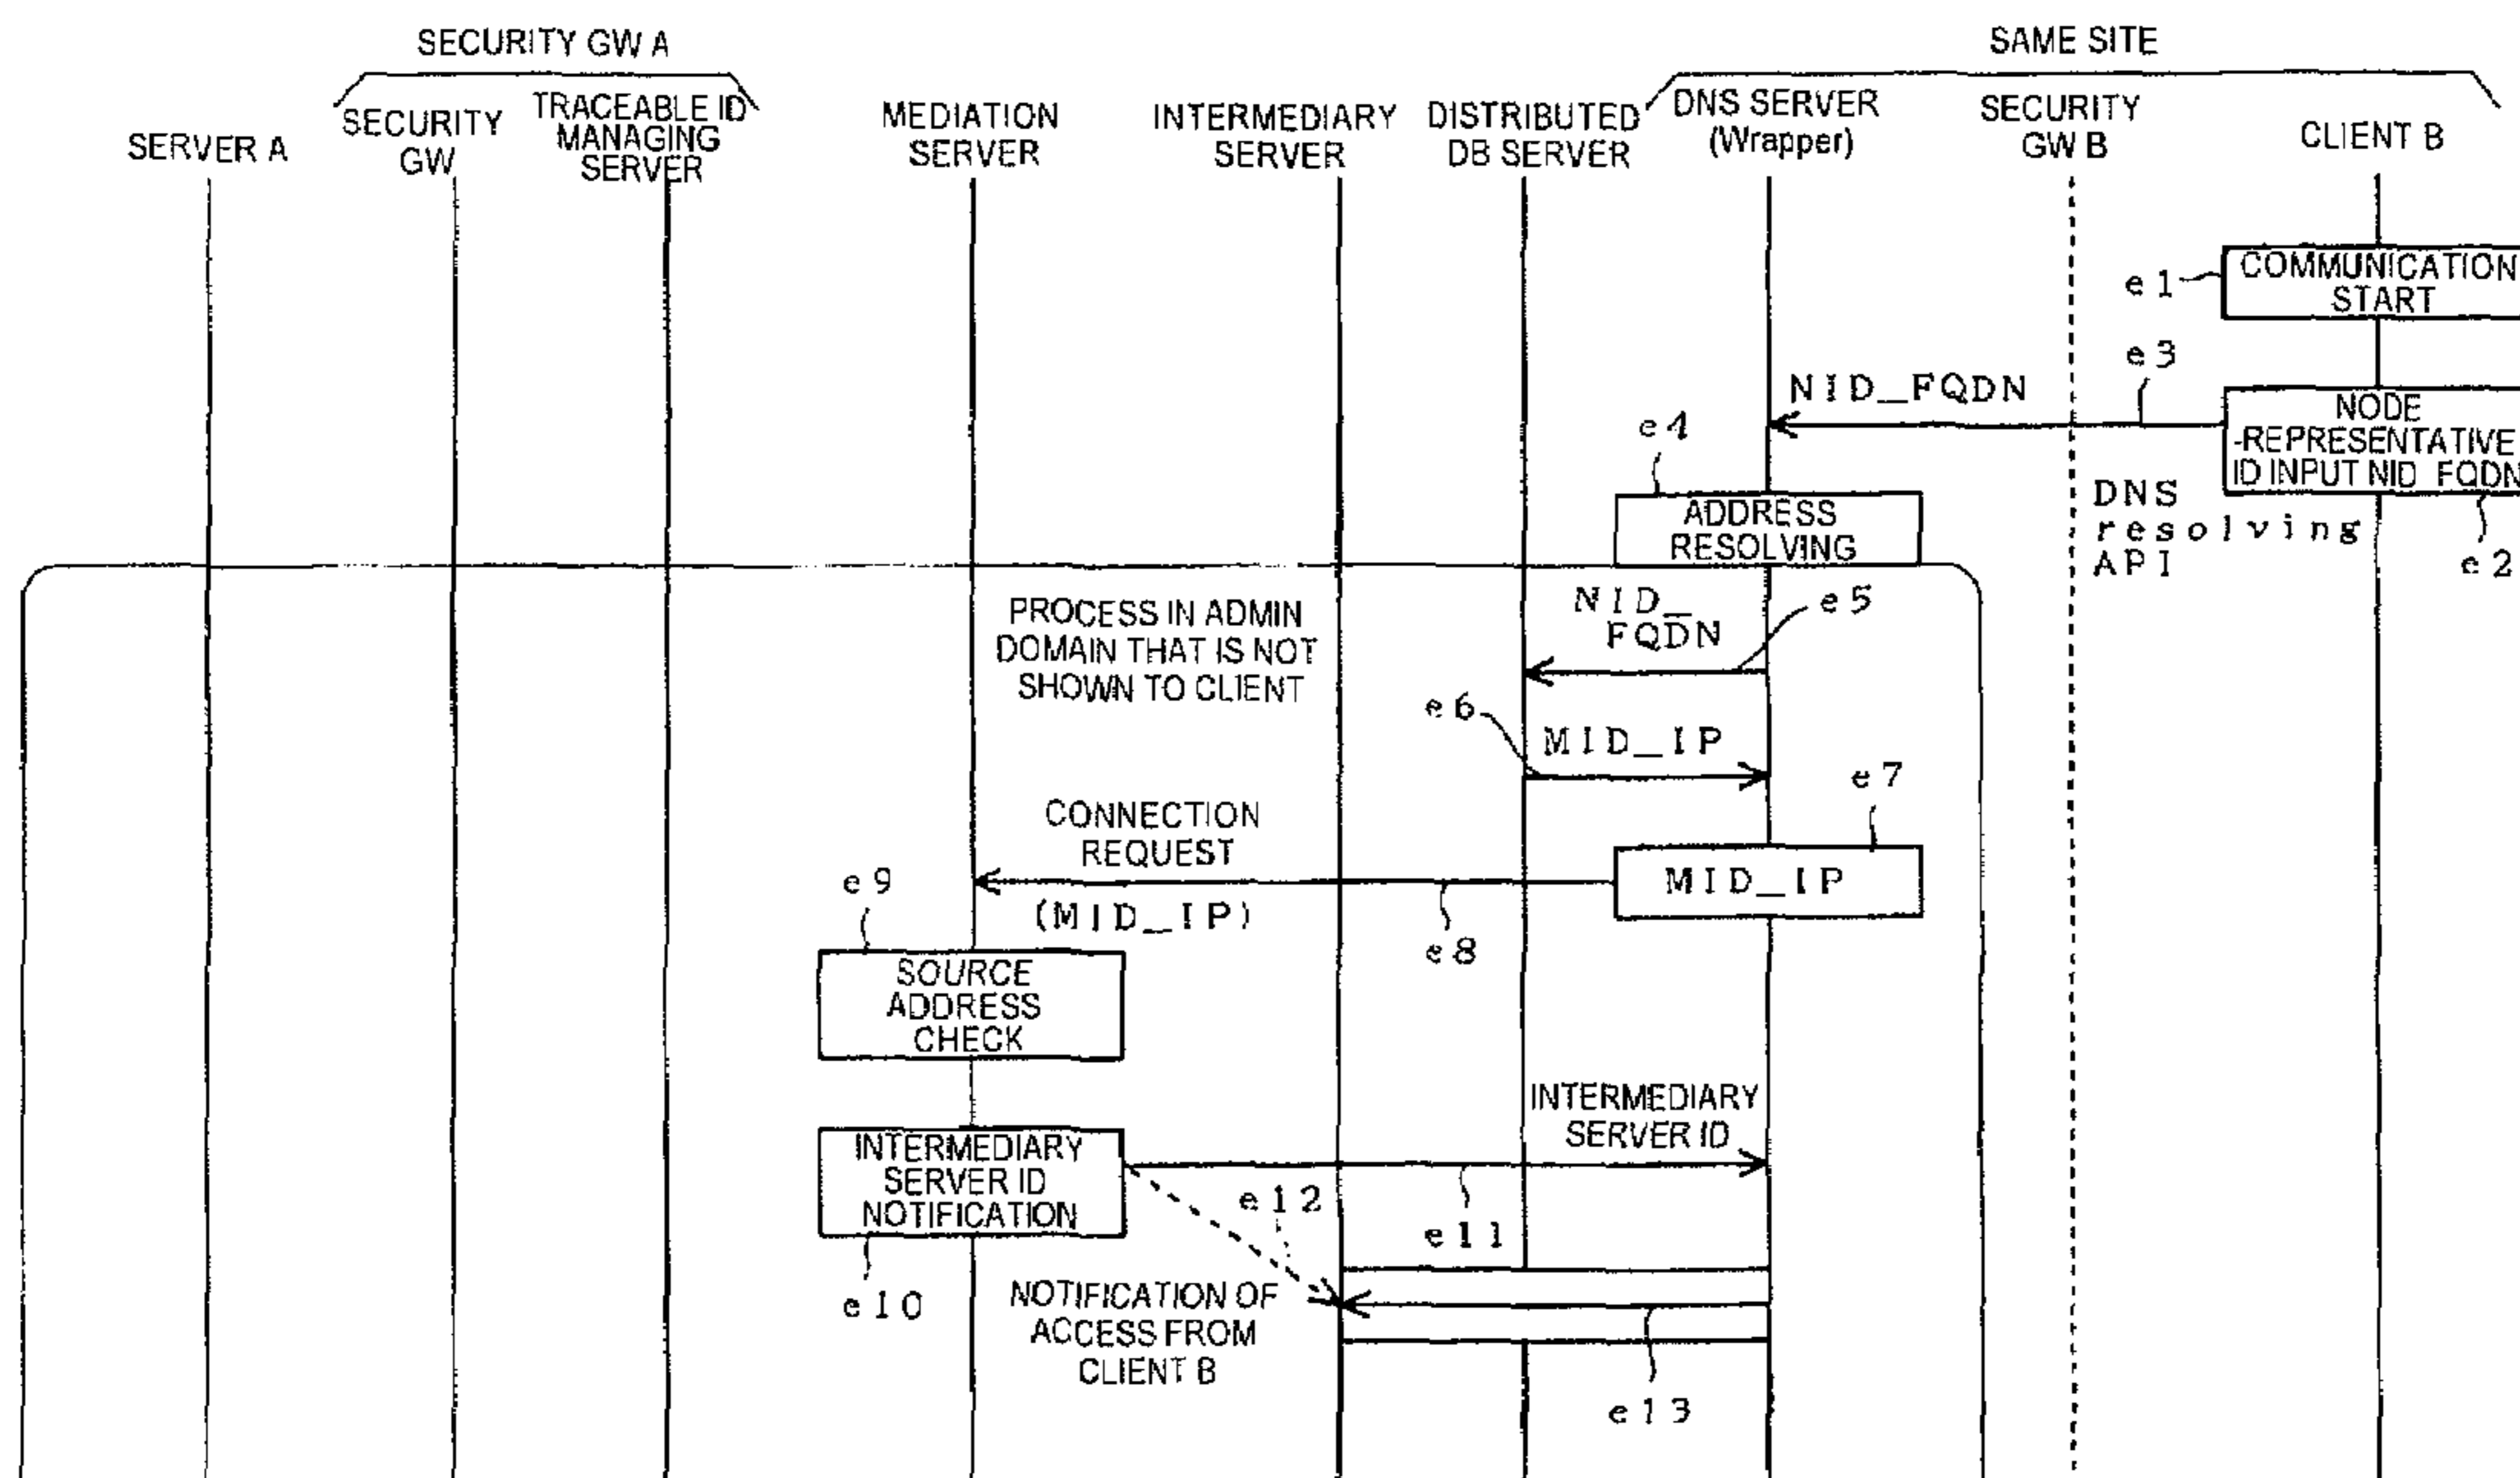 SECURITY GW A
SAME SITE
SERVER A
SECURITY
GW
TRACEABLE ID
MANAGING
SERVER
MEDIATION
SERVER
INTERMEDIARY
SERVER
DISTRIBUTED
DB SERVER
DNS SERVER
(Wrapper)
SECURITY
GW B
CLIENT B
e1
COMMUNICATION
START
e3
NID_FQDN
NODE
-REPRESENTATIVE
ID INPUT NID_FQDN
e4
ADDRESS
RESOLVING
DNS
resolving
API
e2
PROCESS IN ADMIN
DOMAIN THAT IS NOT
SHOWN TO CLIENT
NID_
FQDN
e5
e6
MID_IP
e7
CONNECTION
REQUEST
MID_IP
e9
(MID_IP)
e8
SOURCE
ADDRESS
CHECK
INTERMEDIARY
SERVER ID
INTERMEDIARY
SERVER ID
NOTIFICATION
e12
e11
e10
NOTIFICATION OF
ACCESS FROM
CLIENT B
e13